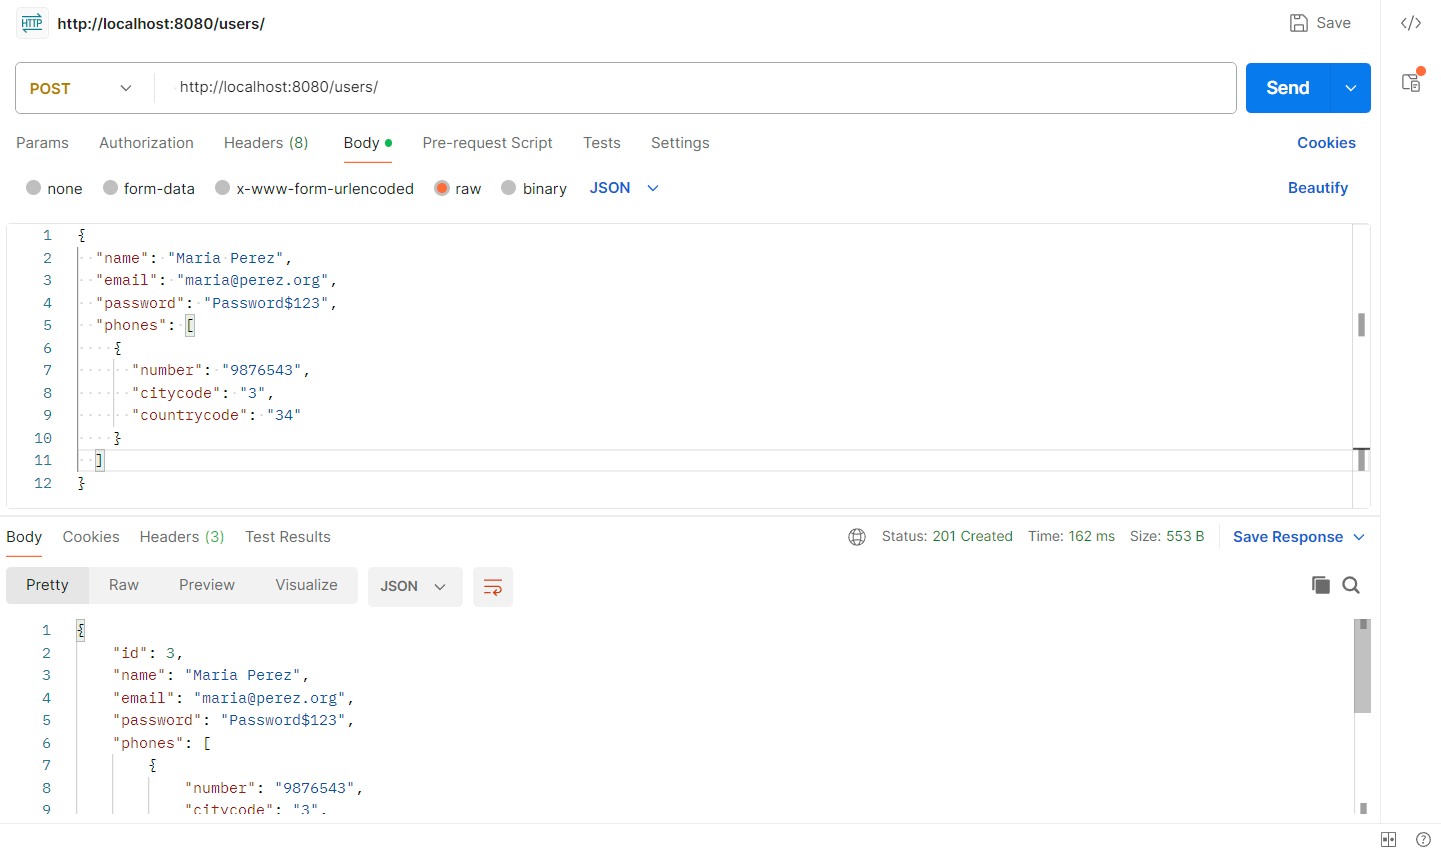 HTTP http://localhost:8080/users/
Save
POST http://localhost:8080/users/ Send
Params Authorization Headers (8) Body Pre-request Script Tests Settings Cookies
none form-data x-www-form-urlencoded raw binary JSON Beautify
1 {
2 "name": "Maria Perez",
3 "email": "maria@perez.org",
4 "password": "Password$123",
5 "phones": [
6 {
7 "number": "9876543",
8 "citycode": "3",
9 "countrycode": "34"
10 }
11 ]
12 }
Body Cookies Headers (3) Test Results Status: 201 Created Time: 162 ms Size: 553 B Save Response
Pretty Raw Preview Visualize JSON
1 {
2 "id": 3,
3 "name": "Maria Perez",
4 "email": "maria@perez.org",
5 "password": "Password$123",
6 "phones": [
7 {
8 "number": "9876543",
9 "citycode": "3",